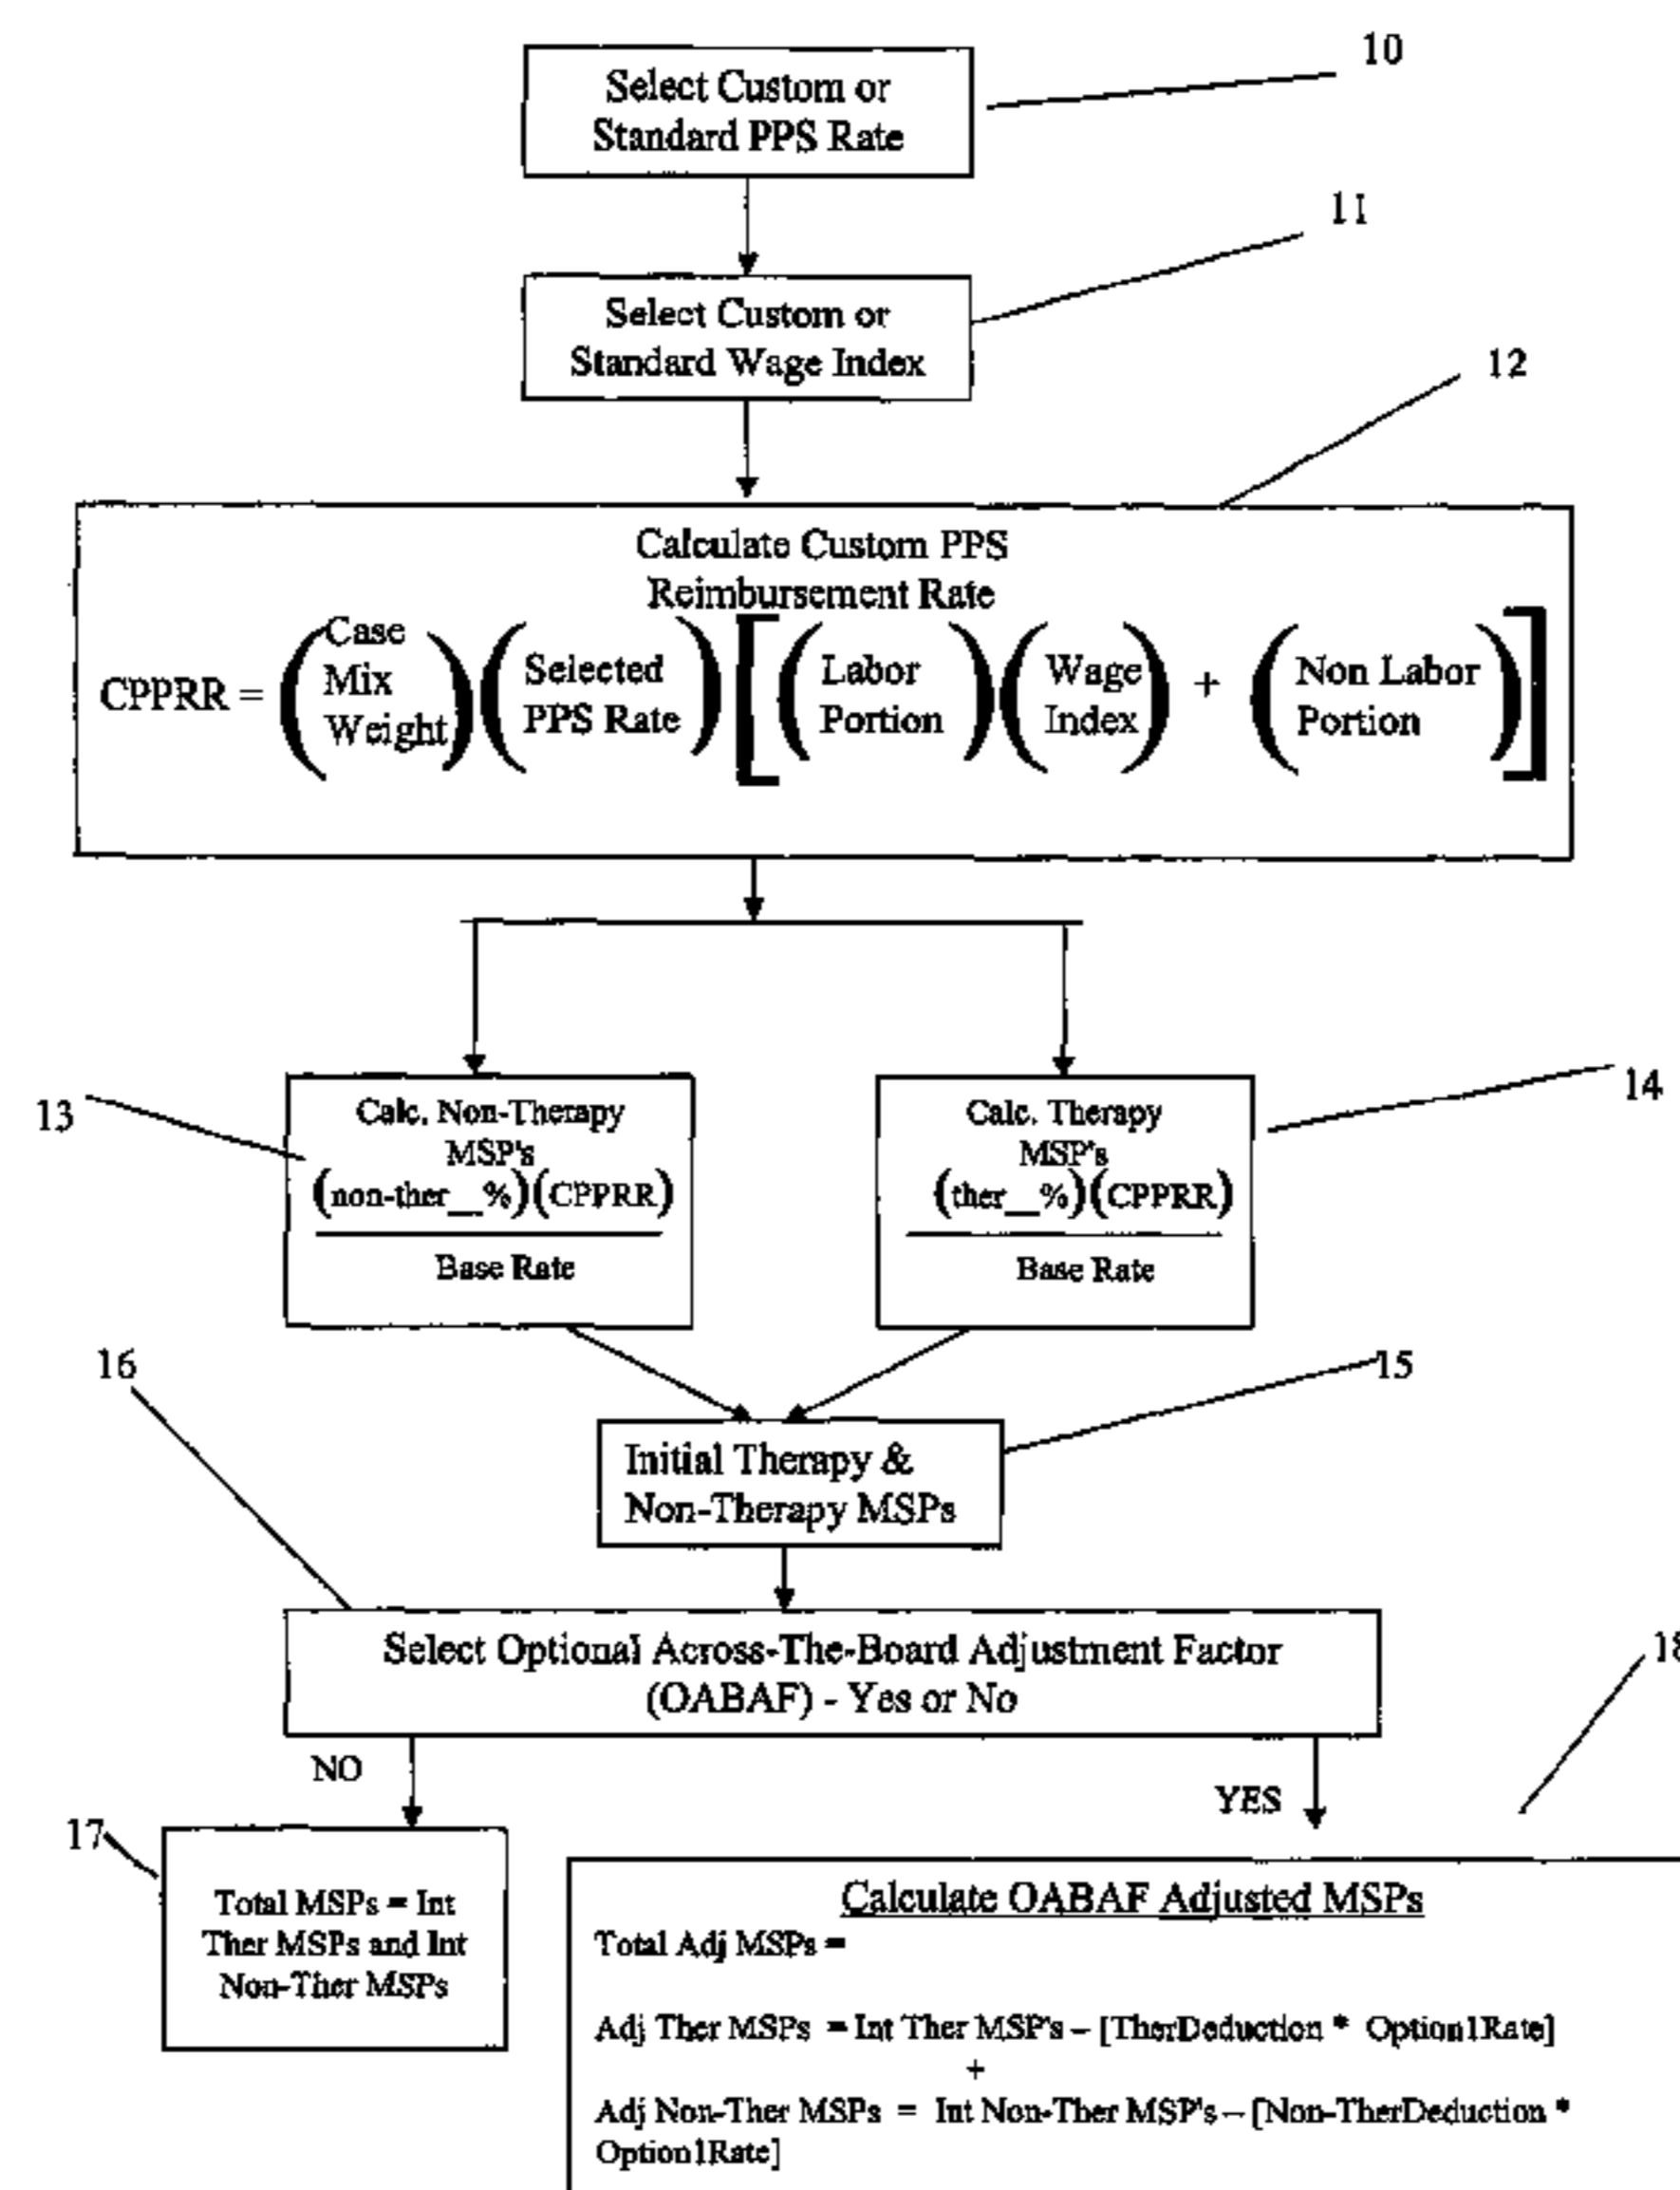 10
Select Custom or
Standard PPS Rate
11
Select Custom or
Standard Wage Index
12
Calculate Custom PPS
Reimbursement Rate
CPPRR = (Case Mix Weight) (Selected PPS Rate) [(Labor Portion) (Wage Index) + (Non Labor Portion)]
13
Calc. Non-Therapy
MSP's
(non-ther__%)(CPPRR)
Base Rate
14
Calc. Therapy
MSP's
(ther__%)(CPPRR)
Base Rate
15
Initial Therapy &
Non-Therapy MSPs
16
Select Optional Across-The-Board Adjustment Factor
(OABAF) - Yes or No
NO
YES
17
Total MSPs = Int
Ther MSPs and Int
Non-Ther MSPs
18
Calculate OABAF Adjusted MSPs
Total Adj MSPs =
Adj Ther MSPs = Int Ther MSP's – [TherDeduction * Option1Rate]
+
Adj Non-Ther MSPs = Int Non-Ther MSP's – [Non-TherDeduction *
Option1Rate]